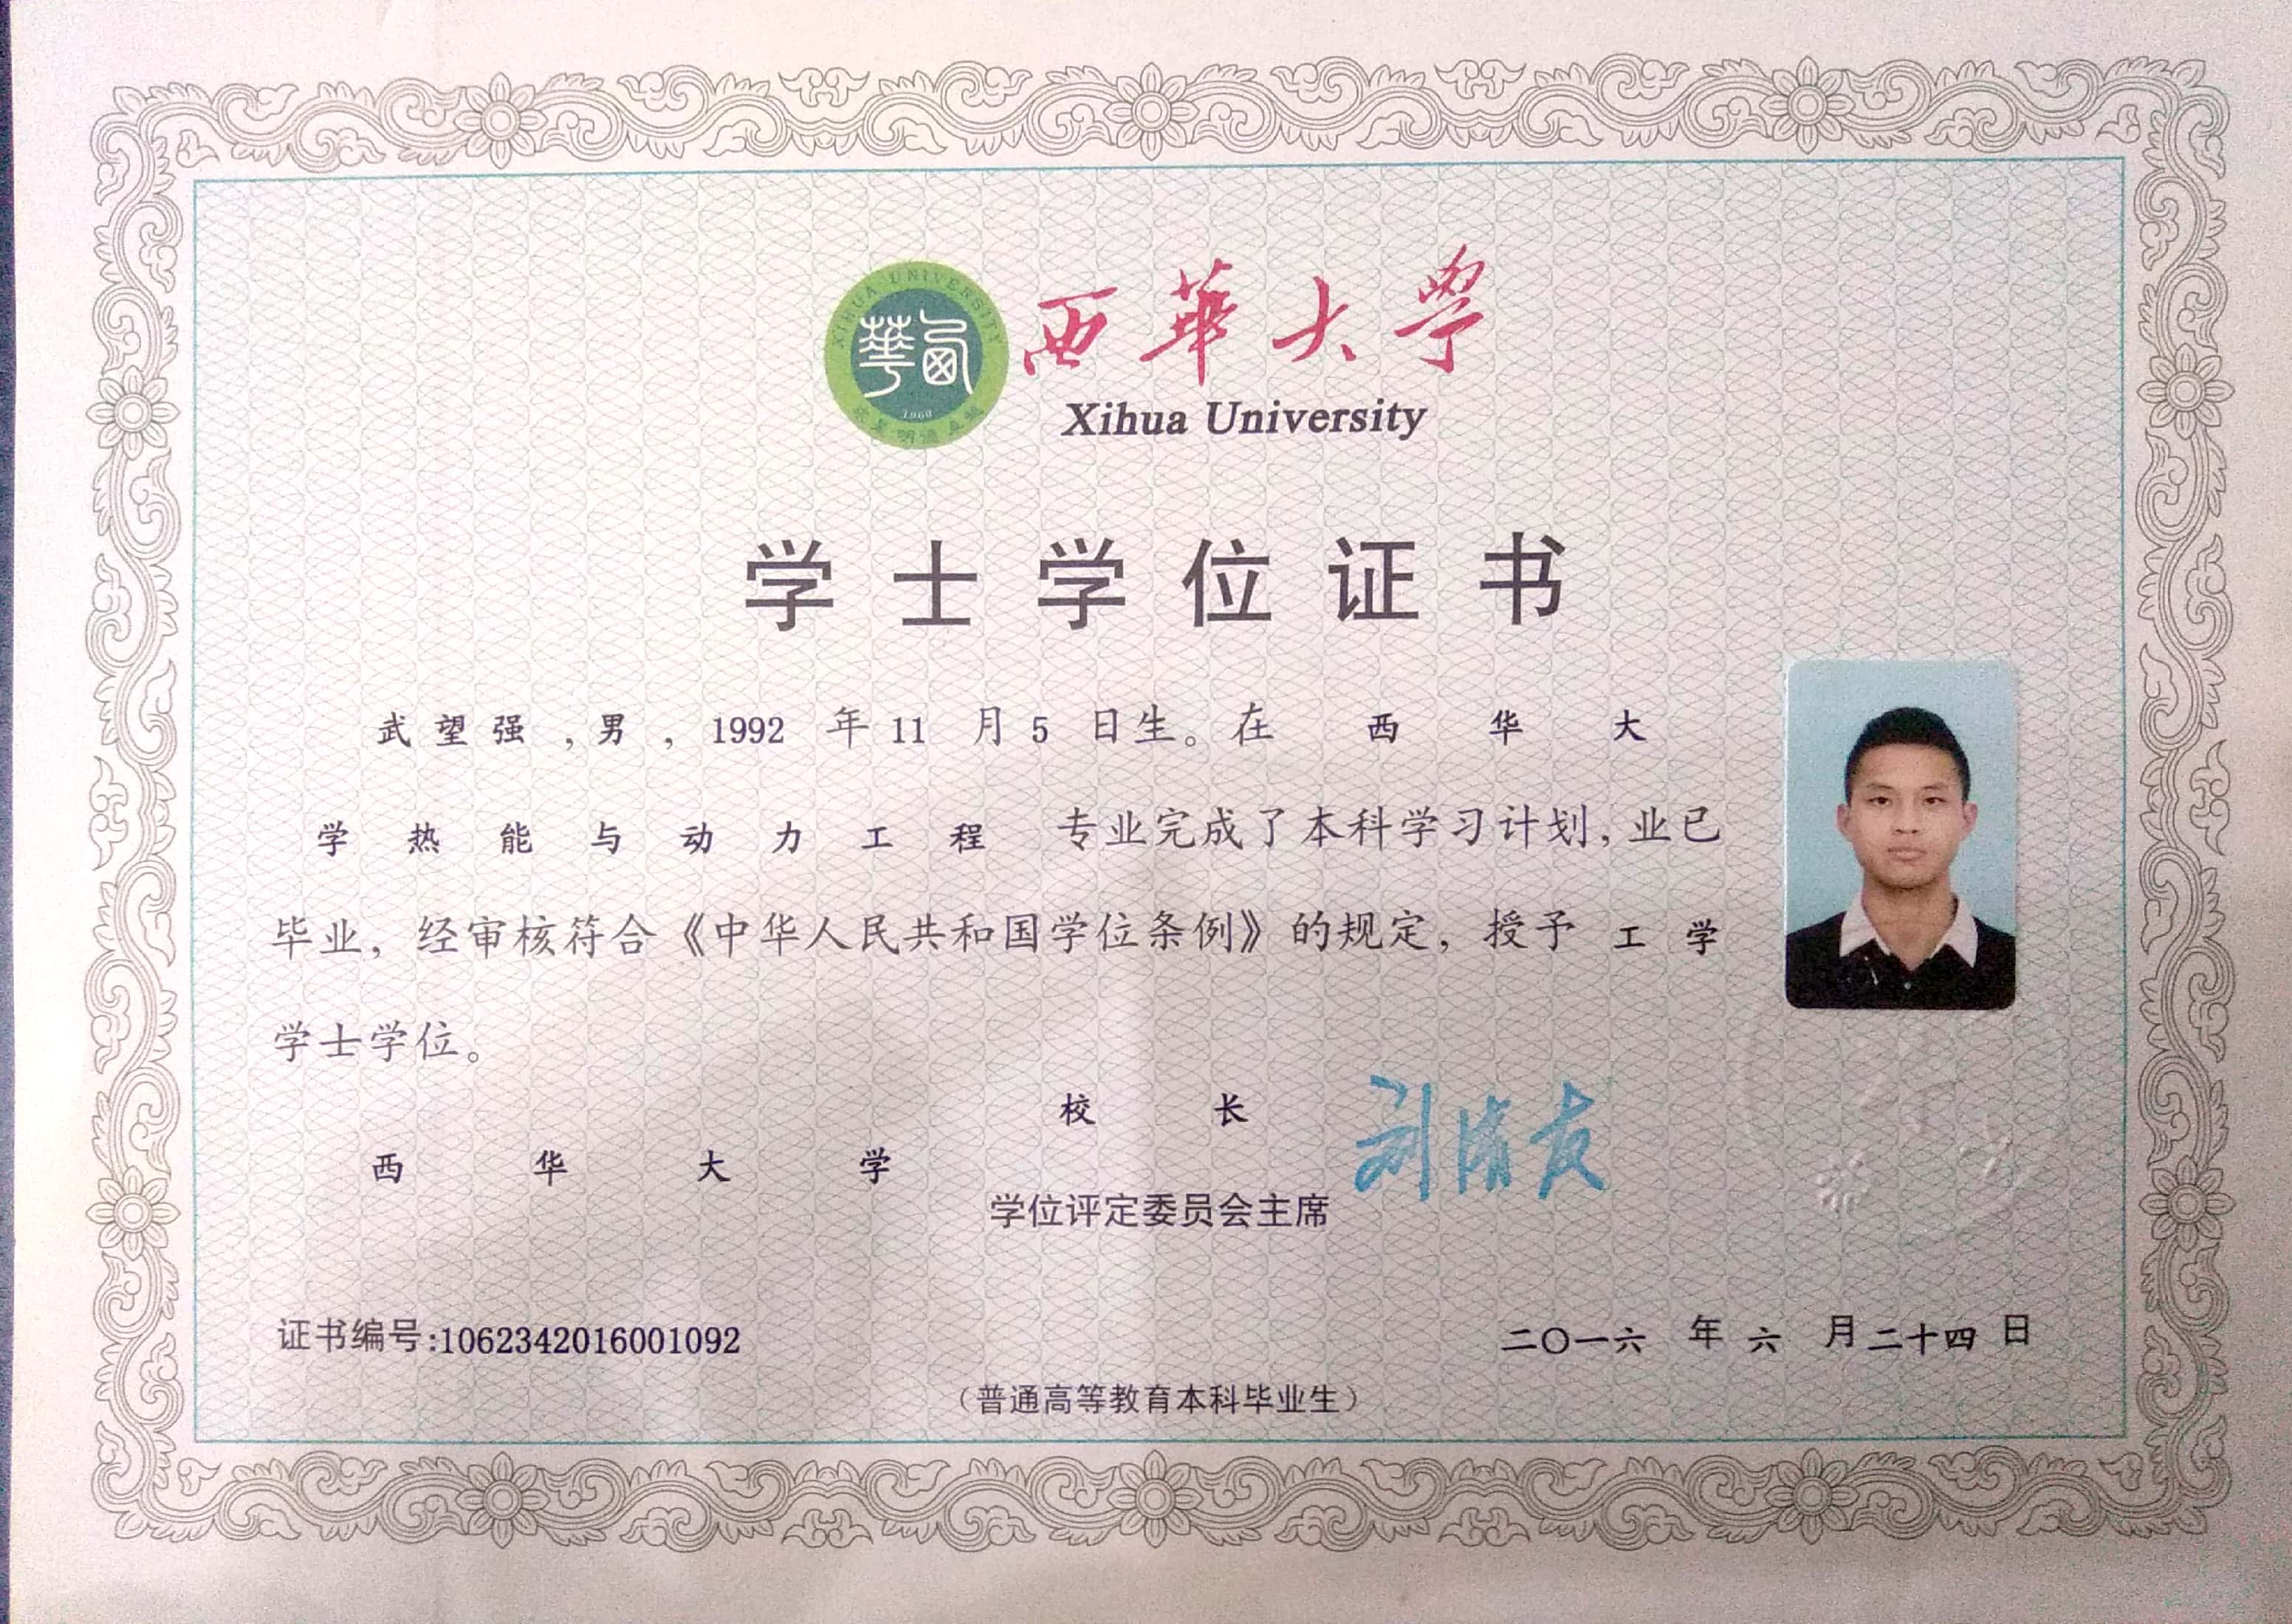 XIHUA UNIVERSITY
1960
西華大學
Xihua University
学士学位证书
武望强，男，1992 年 11 月 5 日生。在 西 华 大
学 热 能 与 动 力 工 程 专业完成了本科学习计划，业已
毕业，经审核符合《中华人民共和国学位条例》的规定，授予 工 学
学士学位。
校 长
西 华 大 学
刘清友
学位评定委员会主席
证书编号:1062342016001092
二〇一六 年 六 月 二十四 日
（普通高等教育本科毕业生）